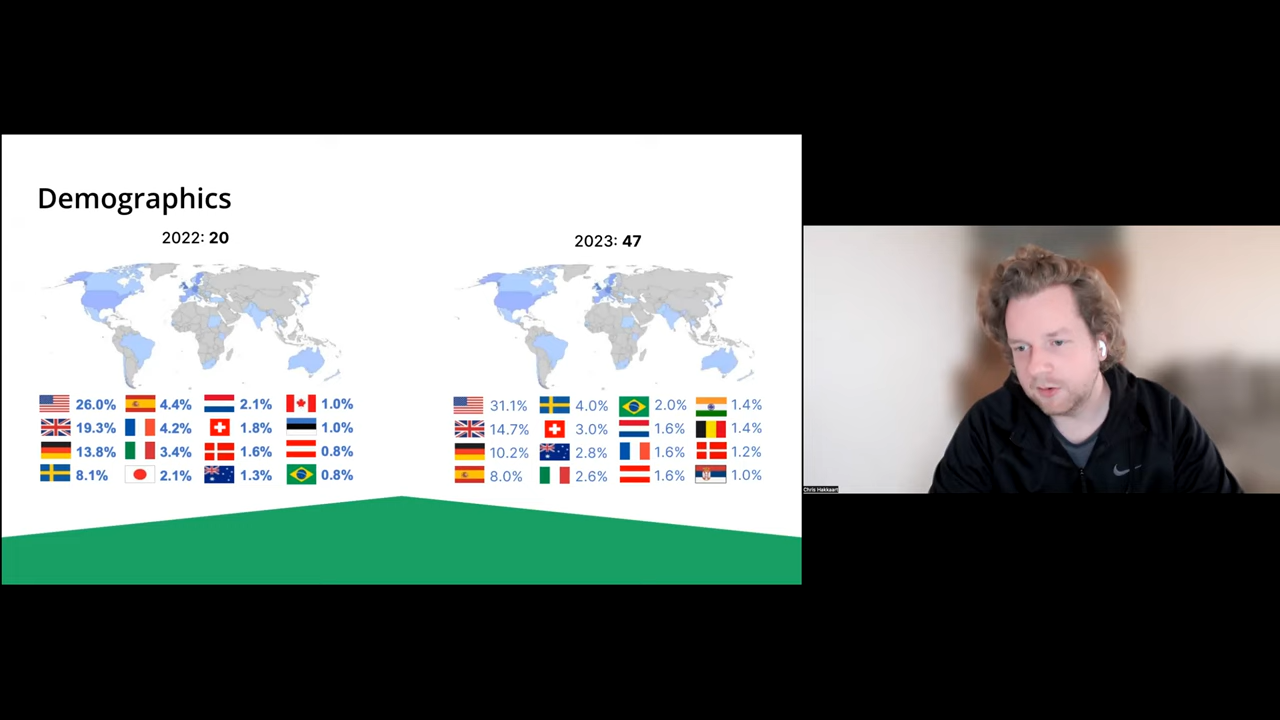 Demographics
2022: 20
2023: 47
26.0% 4.4% 2.1% 1.0%
19.3% 4.2% 1.8% 1.0%
13.8% 3.4% 1.6% 0.8%
8.1% 2.1% 1.3% 0.8%
31.1% 4.0% 2.0% 1.4%
14.7% 3.0% 1.6% 1.4%
10.2% 2.8% 1.6% 1.2%
8.0% 2.6% 1.6% 1.0%
Chris Hakkaart